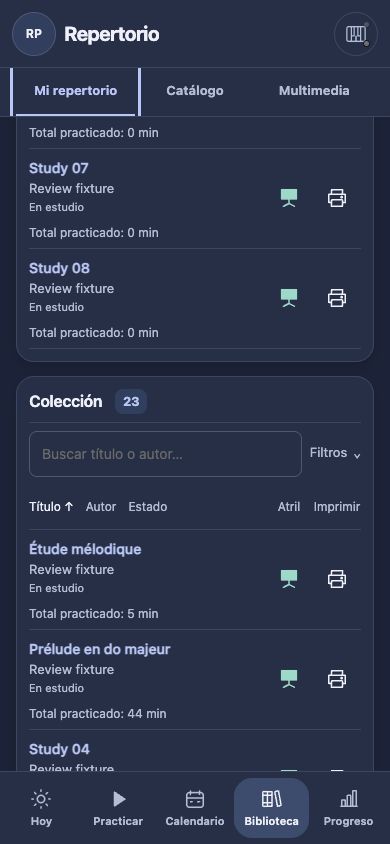 RP Repertorio
Mi repertorio Catálogo Multimedia
Total practicado: 0 min
Study 07
Review fixture
En estudio
Total practicado: 0 min
Study 08
Review fixture
En estudio
Total practicado: 0 min
Colección 23
Buscar título o autor...
Filtros
Título ↑ Autor Estado Atril Imprimir
Étude mélodique
Review fixture
En estudio
Total practicado: 5 min
Prélude en do majeur
Review fixture
En estudio
Total practicado: 44 min
Study 04
Review fixture
Hoy Practicar Calendario Biblioteca Progreso